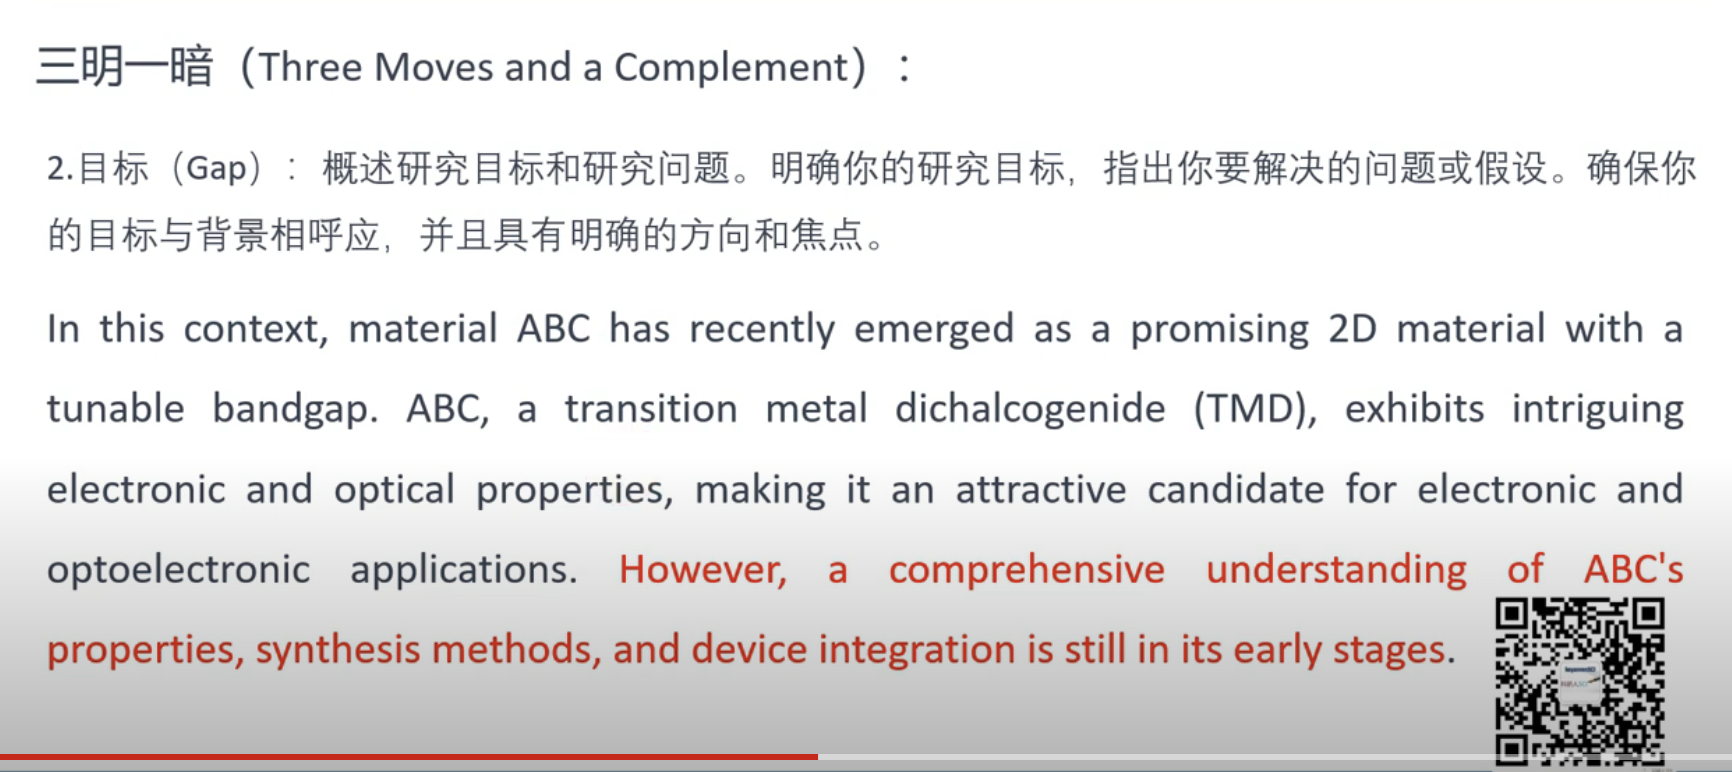 三明一暗（Three Moves and a Complement）：
2.目标（Gap）：概述研究目标和研究问题。明确你的研究目标，指出你要解决的问题或假设。确保你
的目标与背景相呼应，并且具有明确的方向和焦点。
In this context, material ABC has recently emerged as a promising 2D material with a
tunable bandgap. ABC, a transition metal dichalcogenide (TMD), exhibits intriguing
electronic and optical properties, making it an attractive candidate for electronic and
optoelectronic applications. However, a comprehensive understanding of ABC's
properties, synthesis methods, and device integration is still in its early stages.